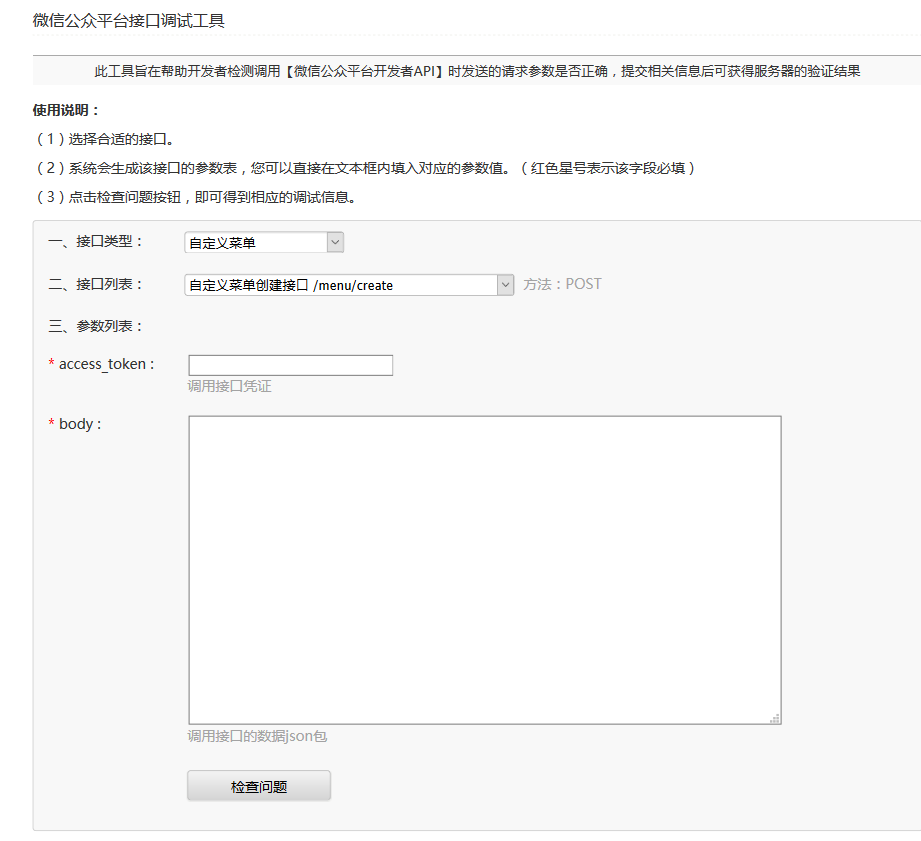 微信公众平台接口调试工具
此工具旨在帮助开发者检测调用【微信公众平台开发者API】时发送的请求参数是否正确，提交相关信息后可获得服务器的验证结果
使用说明：
（1）选择合适的接口。
（2）系统会生成该接口的参数表，您可以直接在文本框内填入对应的参数值。（红色星号表示该字段必填）
（3）点击检查问题按钮，即可得到相应的调试信息。
一、接口类型： 自定义菜单
二、接口列表： 自定义菜单创建接口 /menu/create 方法：POST
三、参数列表：
* access_token：
调用接口凭证
* body：
调用接口的数据json包
检查问题